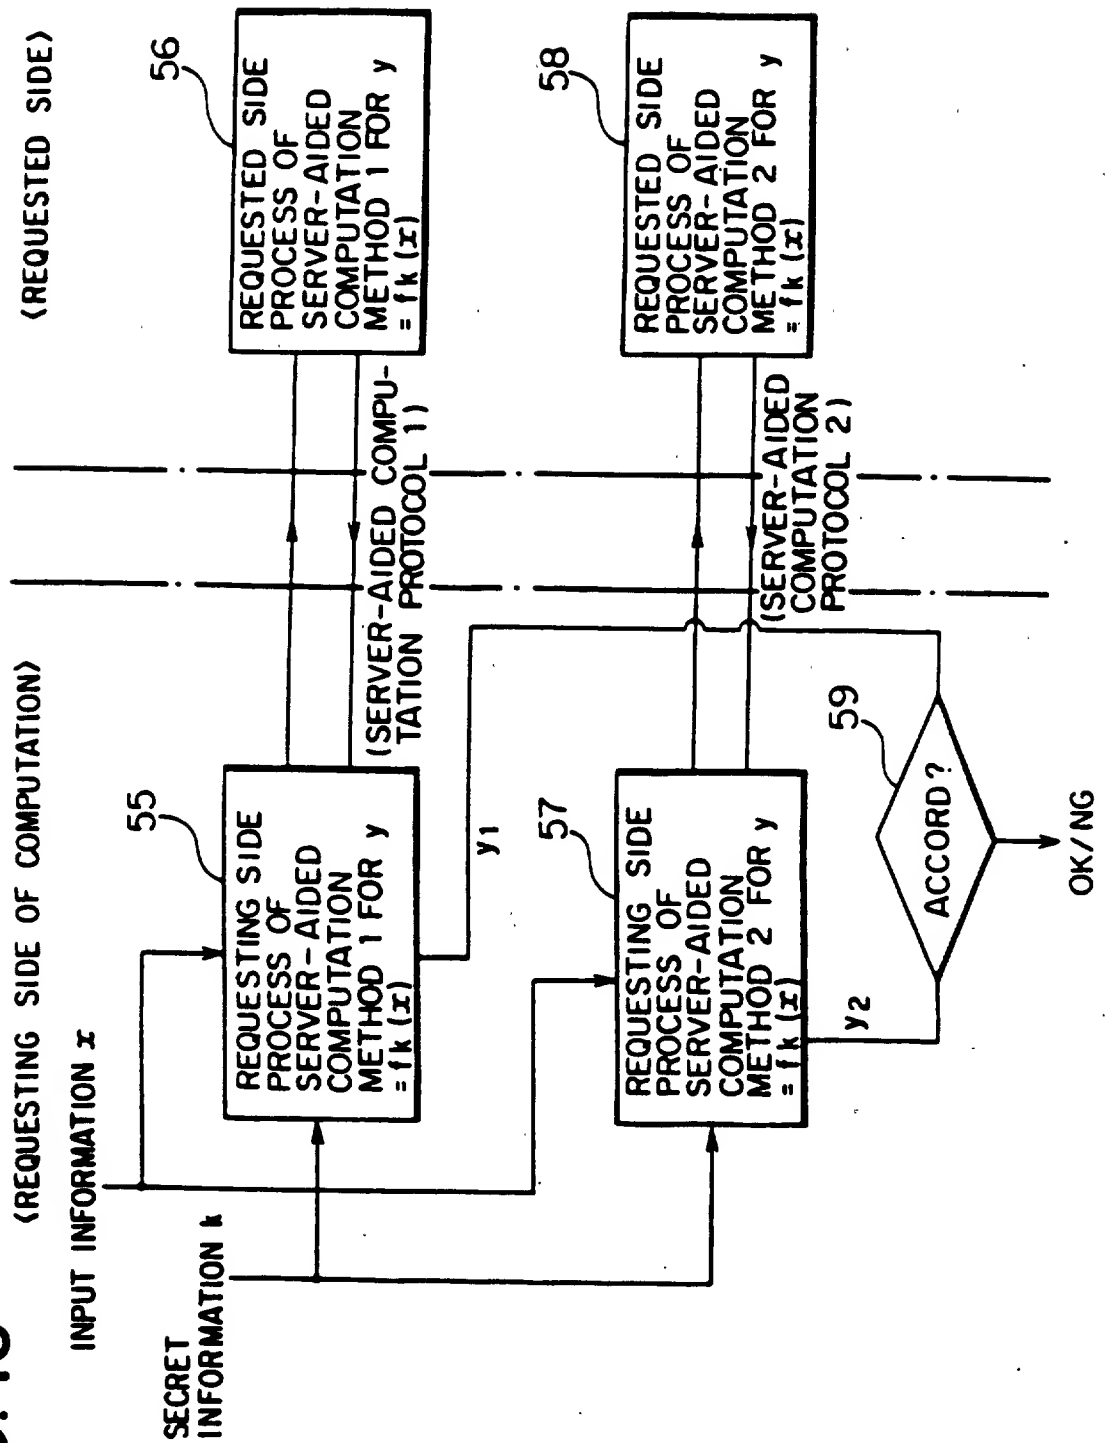 〈REQUESTING SIDE OF COMPUTATION〉
〈REQUESTED SIDE〉
INPUT INFORMATION x
SECRET
INFORMATION k
55
REQUESTING SIDE
PROCESS OF
SERVER-AIDED
COMPUTATION
METHOD 1 FOR y
= fk (x)
(SERVER-AIDED COMPU-
TATION PROTOCOL 1)
56
REQUESTED SIDE
PROCESS OF
SERVER-AIDED
COMPUTATION
METHOD 1 FOR y
= fk (x)
y1
57
REQUESTING SIDE
PROCESS OF
SERVER-AIDED
COMPUTATION
METHOD 2 FOR y
= fk (x)
(SERVER-AIDED
COMPUTATION
PROTOCOL 2)
58
REQUESTED SIDE
PROCESS OF
SERVER-AIDED
COMPUTATION
METHOD 2 FOR y
= fk (x)
y2
59
ACCORD?
OK/NG